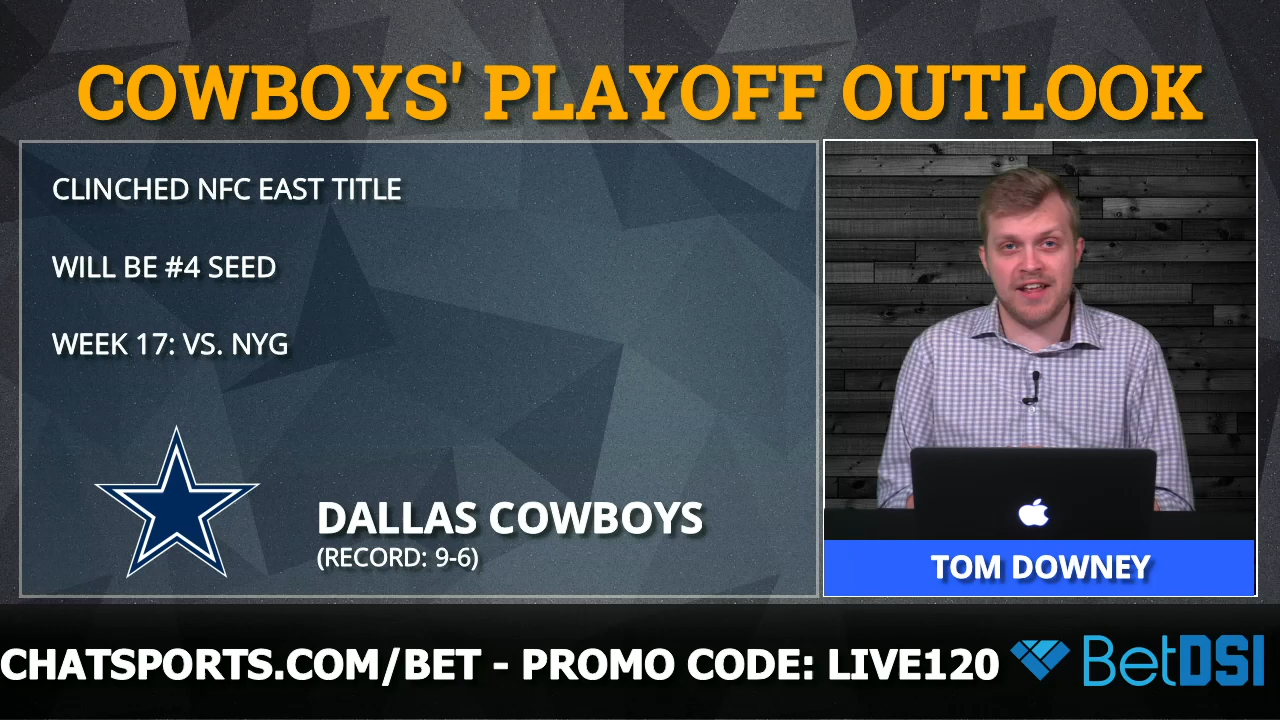 COWBOYS' PLAYOFF OUTLOOK
CLINCHED NFC EAST TITLE
WILL BE #4 SEED
WEEK 17: VS. NYG
DALLAS COWBOYS
(RECORD: 9-6)
TOM DOWNEY
CHATSPORTS.COM/BET - PROMO CODE: LIVE120
BetDSI